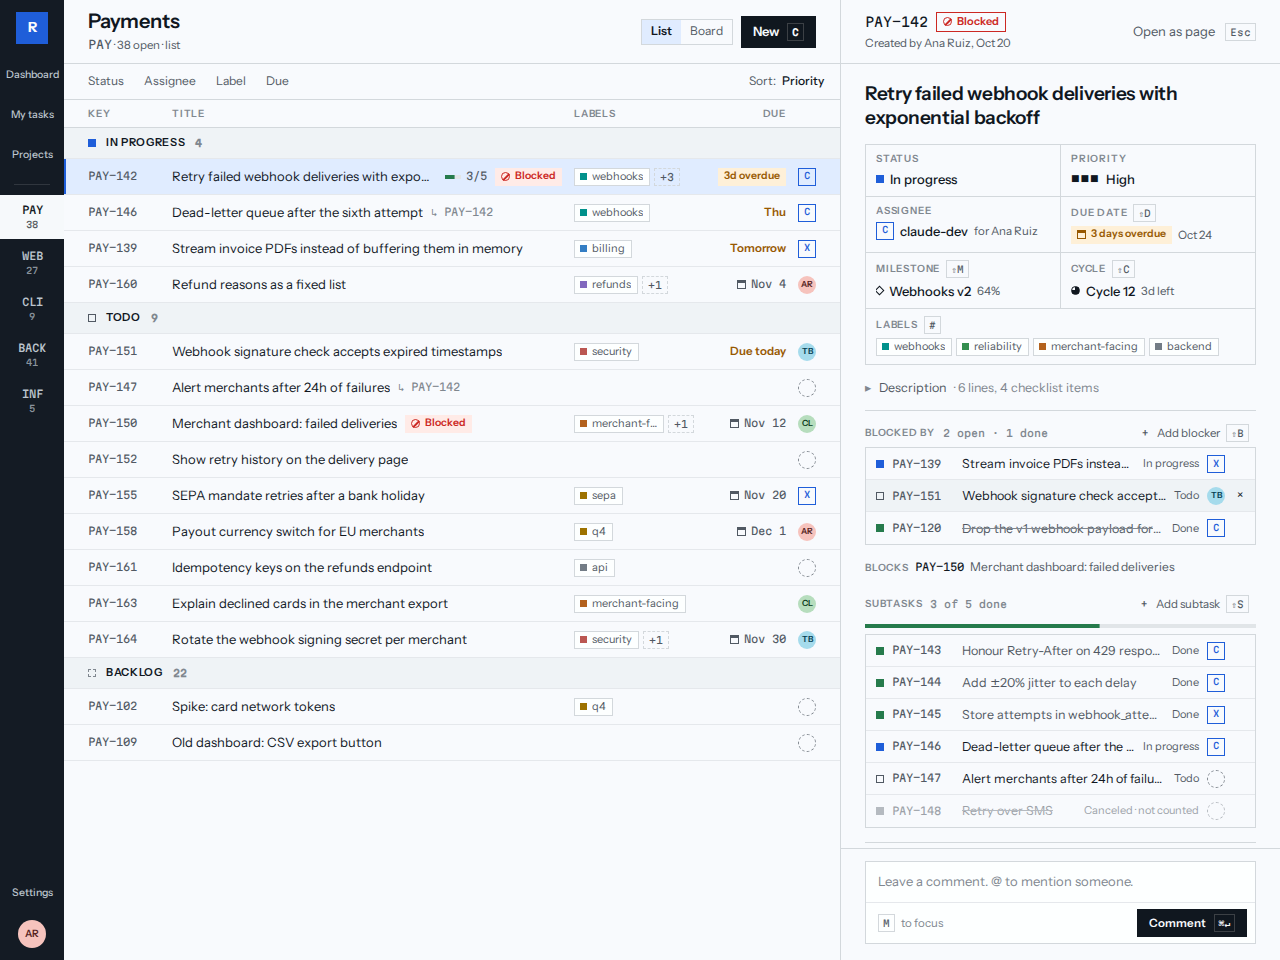 R
Dashboard
My tasks
Projects
PAY
38
WEB
27
CLI
9
BACK
41
INF
5
Settings
AR
Payments
PAY · 38 open · list
List
Board
New C
Status
Assignee
Label
Due
Sort: Priority
KEY TITLE LABELS DUE
IN PROGRESS 4
PAY-142 Retry failed webhook deliveries with expo… 3/5 Blocked webhooks +3 3d overdue C
PAY-146 Dead-letter queue after the sixth attempt ↳ PAY-142 webhooks Thu C
PAY-139 Stream invoice PDFs instead of buffering them in memory billing Tomorrow X
PAY-160 Refund reasons as a fixed list refunds +1 Nov 4 AR
TODO 9
PAY-151 Webhook signature check accepts expired timestamps security Due today TB
PAY-147 Alert merchants after 24h of failures ↳ PAY-142
PAY-150 Merchant dashboard: failed deliveries Blocked merchant-f… +1 Nov 12 CL
PAY-152 Show retry history on the delivery page
PAY-155 SEPA mandate retries after a bank holiday sepa Nov 20 X
PAY-158 Payout currency switch for EU merchants q4 Dec 1 AR
PAY-161 Idempotency keys on the refunds endpoint api
PAY-163 Explain declined cards in the merchant export merchant-facing CL
PAY-164 Rotate the webhook signing secret per merchant security +1 Nov 30 TB
BACKLOG 22
PAY-102 Spike: card network tokens q4
PAY-109 Old dashboard: CSV export button
PAY-142 Blocked
Created by Ana Ruiz, Oct 20
Open as page Esc
Retry failed webhook deliveries with
exponential backoff
STATUS
In progress
PRIORITY
High
ASSIGNEE
C claude-dev for Ana Ruiz
DUE DATE ⇧D
3 days overdue Oct 24
MILESTONE ⇧M
Webhooks v2 64%
CYCLE ⇧C
Cycle 12 3d left
LABELS #
webhooks reliability merchant-facing backend
▸ Description · 6 lines, 4 checklist items
BLOCKED BY 2 open · 1 done + Add blocker ⇧B
PAY-139 Stream invoice PDFs instea… In progress X
PAY-151 Webhook signature check accept… Todo TB ×
PAY-120 Drop the v1 webhook payload for… Done C
BLOCKS PAY-150 Merchant dashboard: failed deliveries
SUBTASKS 3 of 5 done + Add subtask ⇧S
PAY-143 Honour Retry-After on 429 respo… Done C
PAY-144 Add ±20% jitter to each delay Done C
PAY-145 Store attempts in webhook_atte… Done X
PAY-146 Dead-letter queue after the … In progress C
PAY-147 Alert merchants after 24h of failu… Todo
PAY-148 Retry over SMS Canceled · not counted
Leave a comment. @ to mention someone.
M to focus
Comment ⌘↵